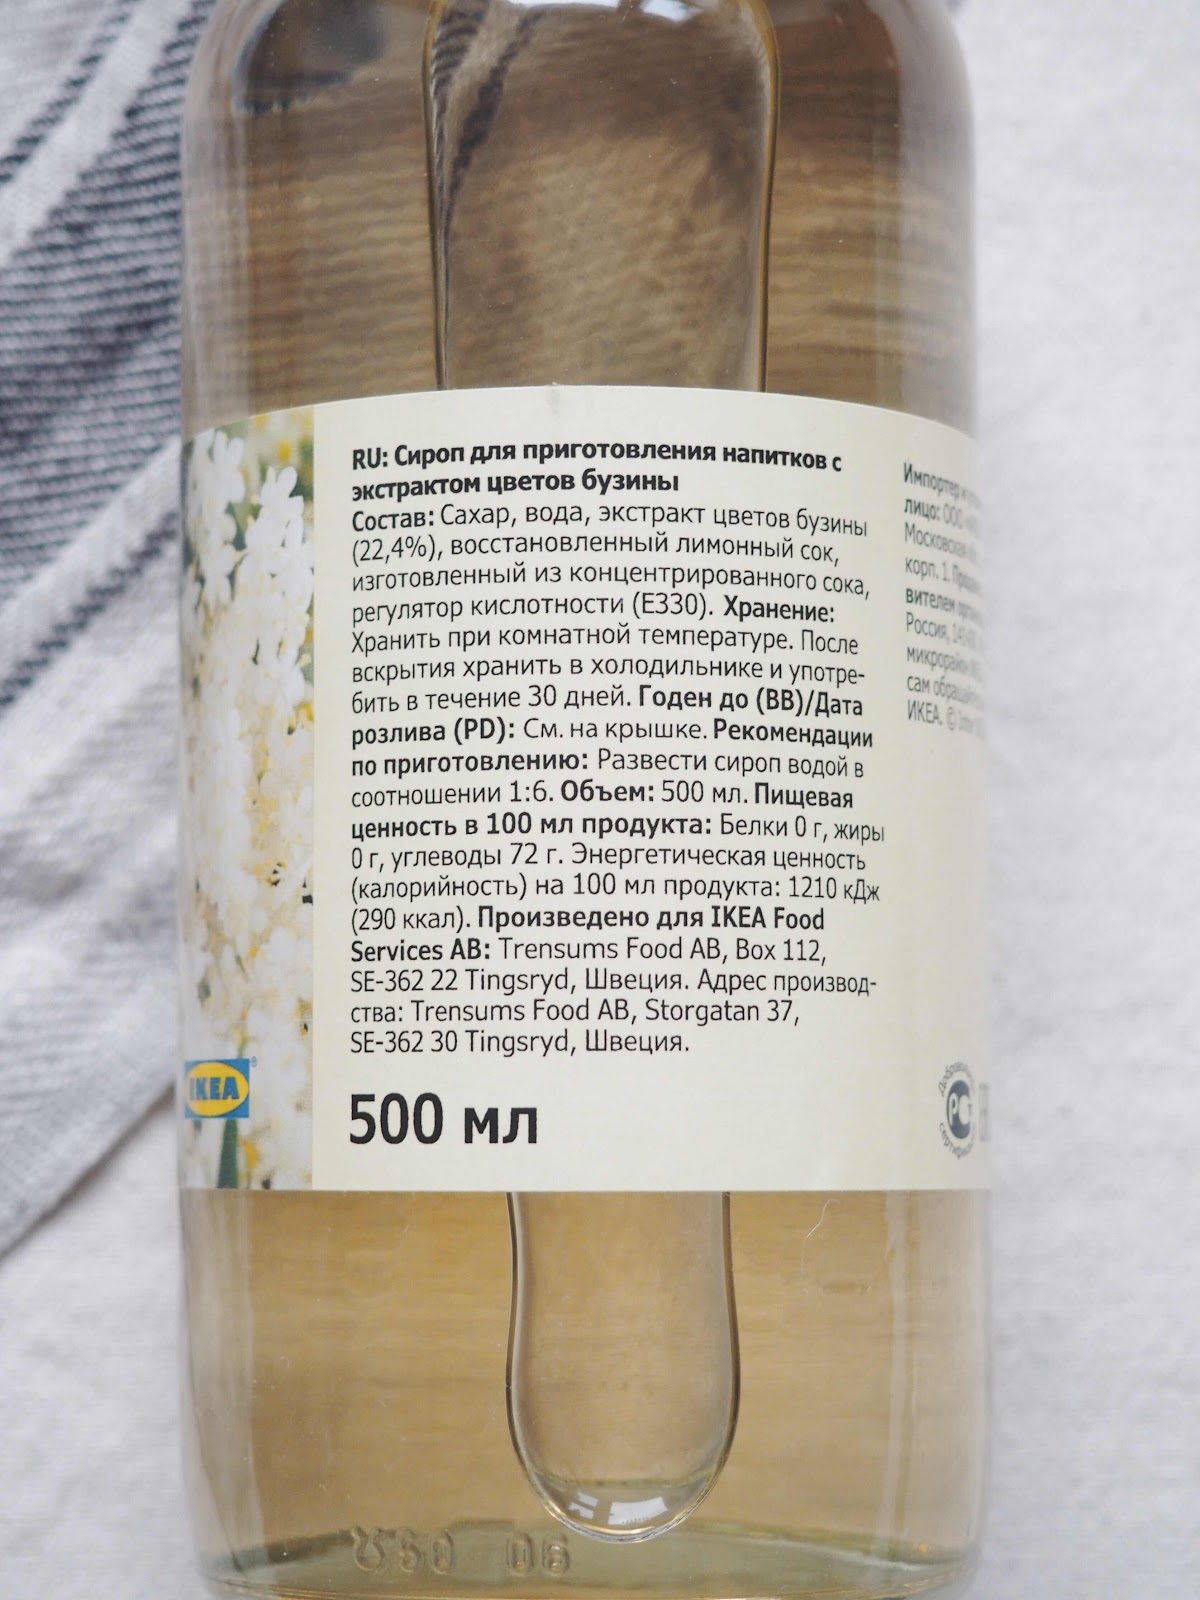 RU: Сироп для приготовления напитков с
экстрактом цветов бузины
Состав: Сахар, вода, экстракт цветов бузины
(22,4%), восстановленный лимонный сок,
изготовленный из концентрированного сока,
регулятор кислотности (Е330). Хранение:
Хранить при комнатной температуре. После
вскрытия хранить в холодильнике и употре-
бить в течение 30 дней. Годен до (BB)/Дата
розлива (PD): См. на крышке. Рекомендации
по приготовлению: Развести сироп водой в
соотношении 1:6. Объем: 500 мл. Пищевая
ценность в 100 мл продукта: Белки 0 г, жиры
0 г, углеводы 72 г. Энергетическая ценность
(калорийность) на 100 мл продукта: 1210 кДж
(290 ккал). Произведено для IKEA Food
Services AB: Trensums Food AB, Box 112,
SE-362 22 Tingsryd, Швеция. Адрес производ-
ства: Trensums Food AB, Storgatan 37,
SE-362 30 Tingsryd, Швеция.
500 мл
IKEA
Импортер
лицо: ООО
Московская
корп. 1.
вителем
Россия,
микрорайон
сам
ИКЕА. ©
06